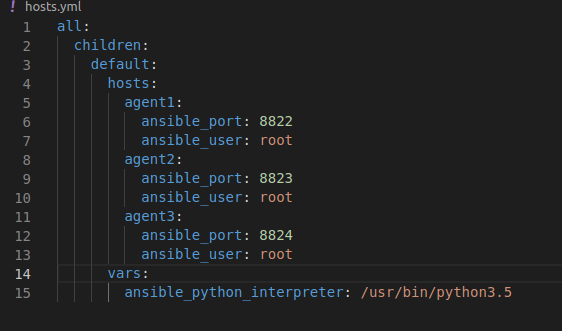 ! hosts.yml
1 all:
2   children:
3     default:
4       hosts:
5         agent1:
6           ansible_port: 8822
7           ansible_user: root
8         agent2:
9           ansible_port: 8823
10           ansible_user: root
11         agent3:
12           ansible_port: 8824
13           ansible_user: root
14       vars:
15         ansible_python_interpreter: /usr/bin/python3.5